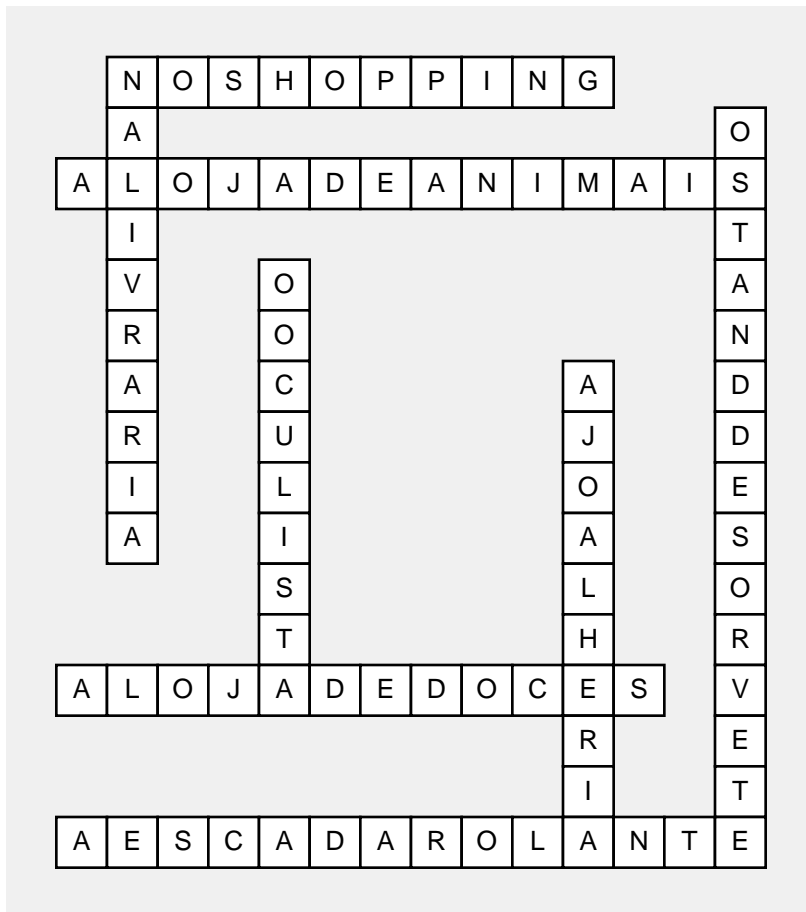 NOSHOPPING
NALIVRARIA
OSTANDDESORVETE
ALOJADEANIMAIS
OOCULISTA
AJOALHERIA
ALOJADEDOCES
AESCADAROLANTE